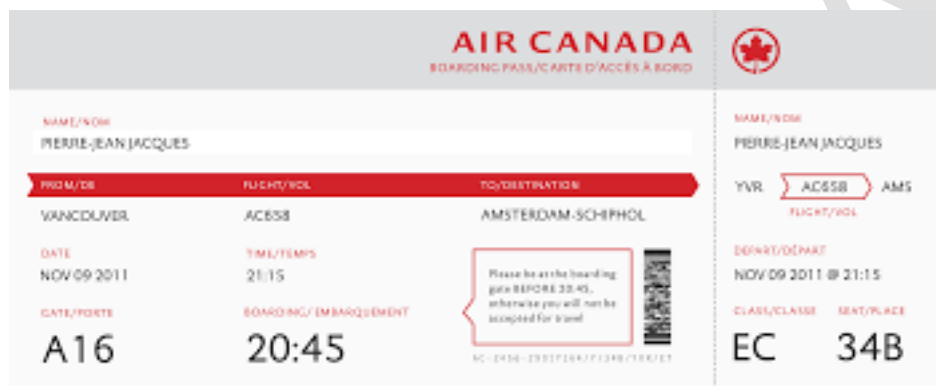 AIR CANADA
BOARDING PASS/CARTE D'ACCÈS À BORD
NAME/NOM
PIERRE-JEAN JACQUES
FROM/DE FLIGHT/VOL TO/DESTINATION
VANCOUVER AC658 AMSTERDAM-SCHIPHOL
DATE TIME/TEMPS
NOV 09 2011 21:15
GATE/PORTE BOARDING/EMBARQUEMENT
A16 20:45
Please be at the boarding
gate BEFORE 20:45,
otherwise you will not be
accepted for travel
NAME/NOM
PIERRE-JEAN JACQUES
YVR AC658 AMS
FLIGHT/VOL
DEPART/DÉPART
NOV 09 2011 @ 21:15
CLASS/CLASSE SEAT/PLACE
EC 34B